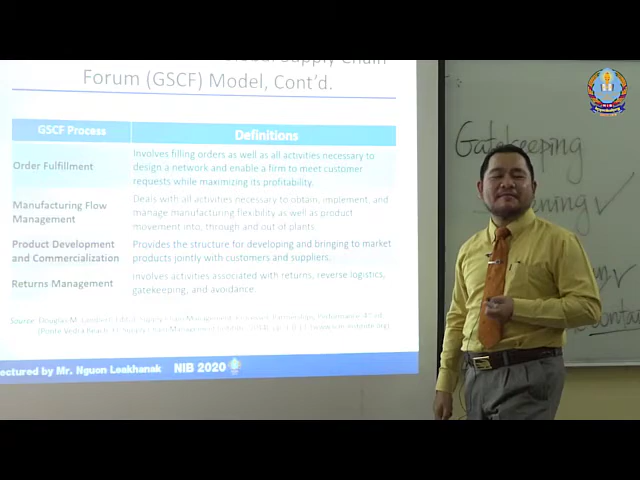 Global Supply Chain
Forum (GSCF) Model, Cont'd.
GSCF Process
Definitions
Order Fulfillment
Involves filling orders as well as all activities necessary to
design a network and enable a firm to meet customer
requests while maximizing its profitability.
Manufacturing Flow
Management
Deals with all activities necessary to obtain, implement, and
manage manufacturing flexibility as well as product
movement into, through and out of plants.
Product Development
and Commercialization
Provides the structure for developing and bringing to market
products jointly with customers and suppliers.
Returns Management
Involves activities associated with returns, reverse logistics,
gatekeeping, and avoidance.
Source:
Lectured by Mr. Nguon Leakhanak NIB 2020
Gatekeeping